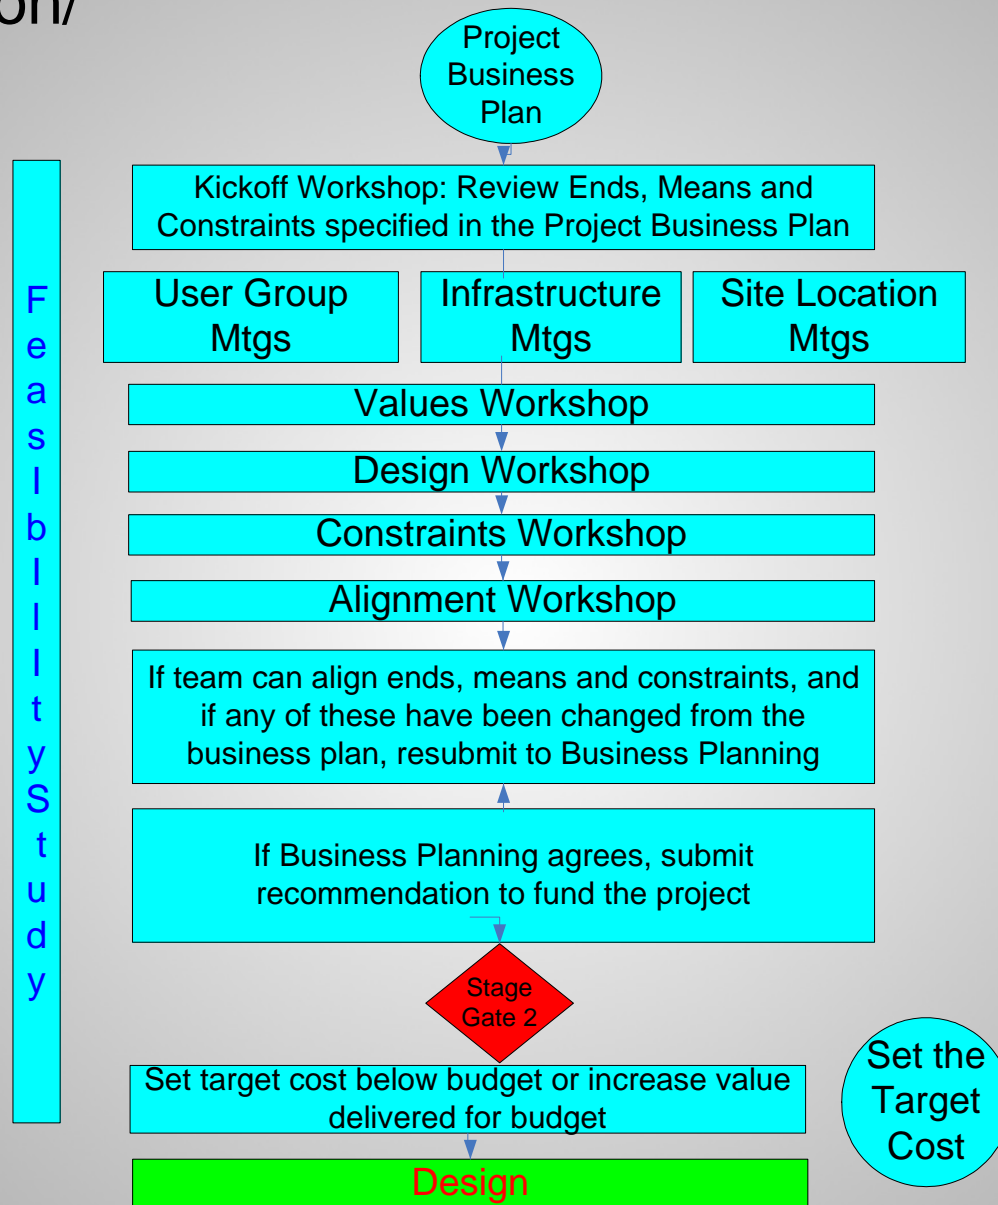 on/
Project
Business
Plan
Kickoff Workshop: Review Ends, Means and
Constraints specified in the Project Business Plan
User Group
Mtgs
Infrastructure
Mtgs
Site Location
Mtgs
Values Workshop
Design Workshop
Constraints Workshop
Alignment Workshop
If team can align ends, means and constraints, and
if any of these have been changed from the
business plan, resubmit to Business Planning
If Business Planning agrees, submit
recommendation to fund the project
Stage
Gate 2
Set target cost below budget or increase value
delivered for budget
Design
Set the
Target
Cost
F
e
a
s
I
b
I
l
I
t
y
S
t
u
d
y